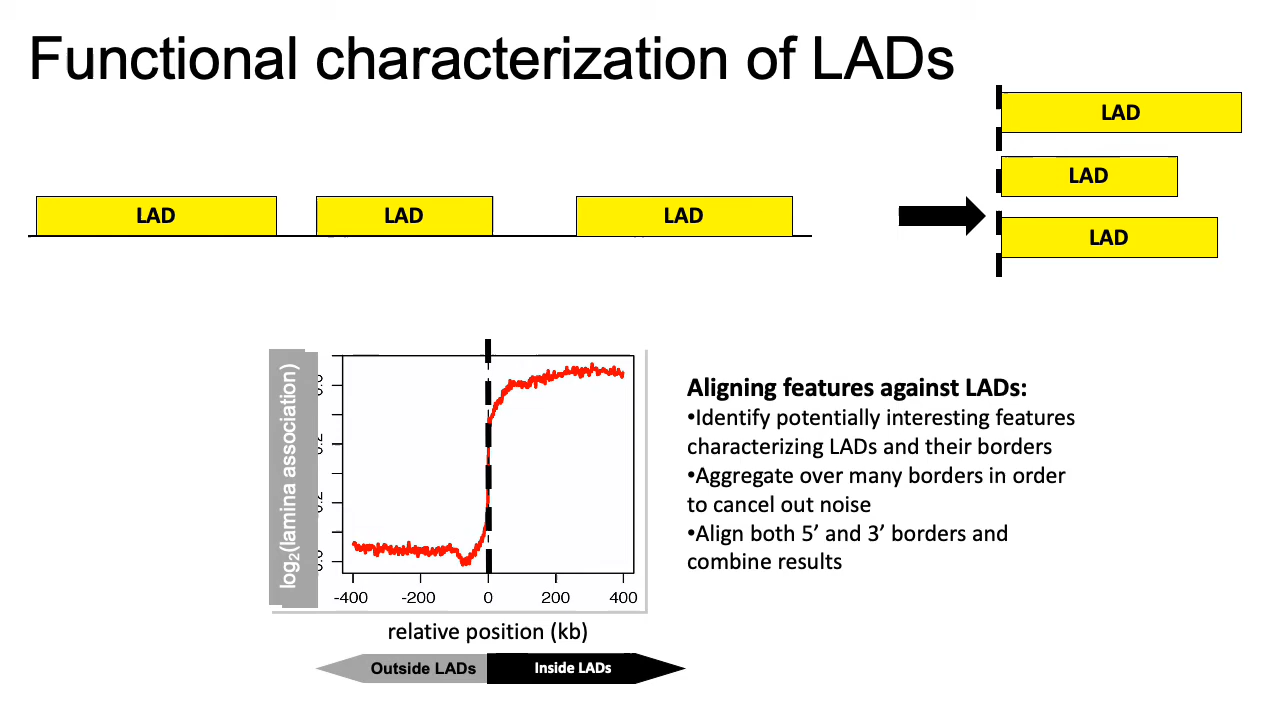 Functional characterization of LADs
LAD
LAD
LAD
LAD
LAD
LAD
log2(lamina association)
-400 -200 0 200 400
relative position (kb)
Outside LADs Inside LADs
Aligning features against LADs:
•Identify potentially interesting features
characterizing LADs and their borders
•Aggregate over many borders in order
to cancel out noise
•Align both 5’ and 3’ borders and
combine results